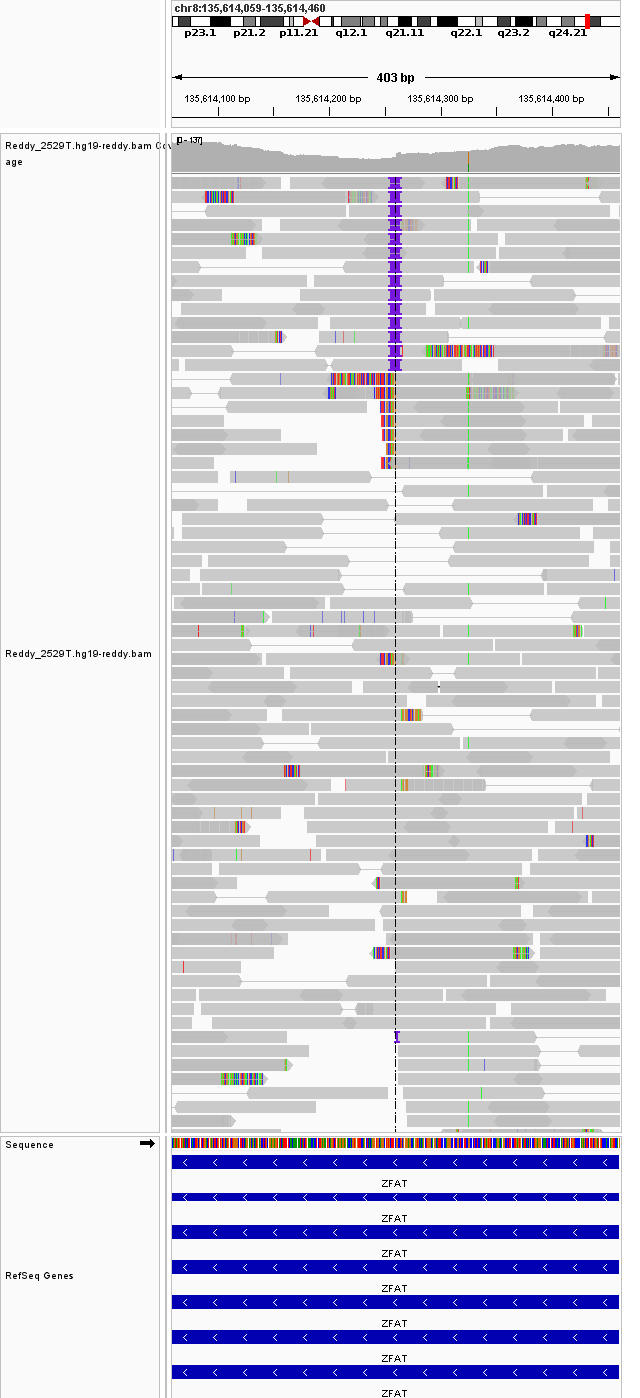 chr8:135,614,059-135,614,460
p23.1 p21.2 p11.21 q12.1 q21.11 q22.1 q23.2 q24.21
403 bp
135,614,100 bp 135,614,200 bp 135,614,300 bp 135,614,400 bp
[0 - 137]
Reddy_2529T.hg19-reddy.bam Cov
age
Reddy_2529T.hg19-reddy.bam
Sequence
ZFAT
ZFAT
ZFAT
RefSeq Genes
ZFAT
ZFAT
ZFAT
ZFAT